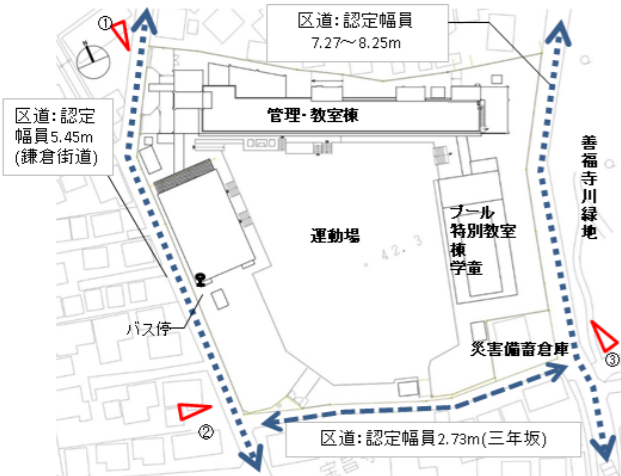 ①
区道:認定幅員
7.27～8.25m
区道:認定
幅員5.45m
(鎌倉街道)
管理・教室棟
善福寺川緑地
運動場
プール
特別教室
棟
学童
42.3
バス停
災害備蓄倉庫
③
②
区道:認定幅員2.73m(三年坂)